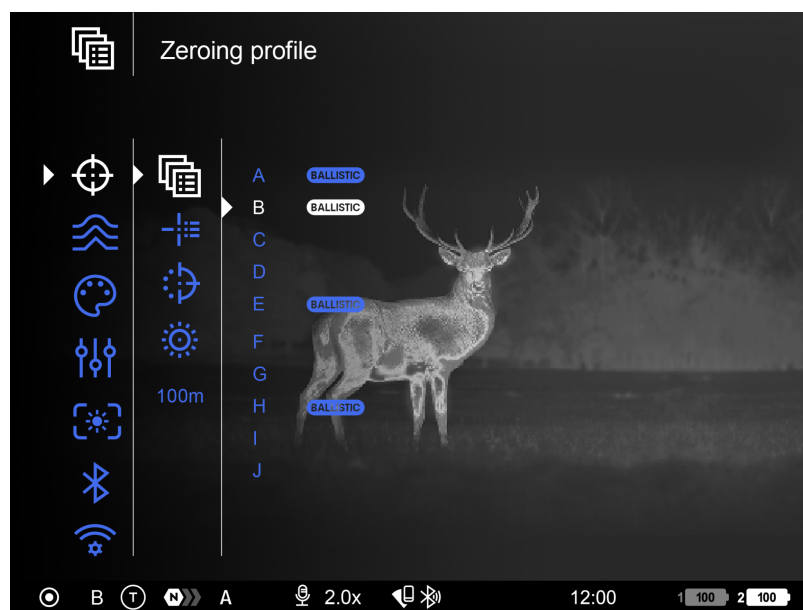 Zeroing profile
A BALLISTIC
B BALLISTIC
C
D
E BALLISTIC
F
G
100m
H BALLISTIC
I
J
B T N A 2.0x 12:00 1 100 2 100